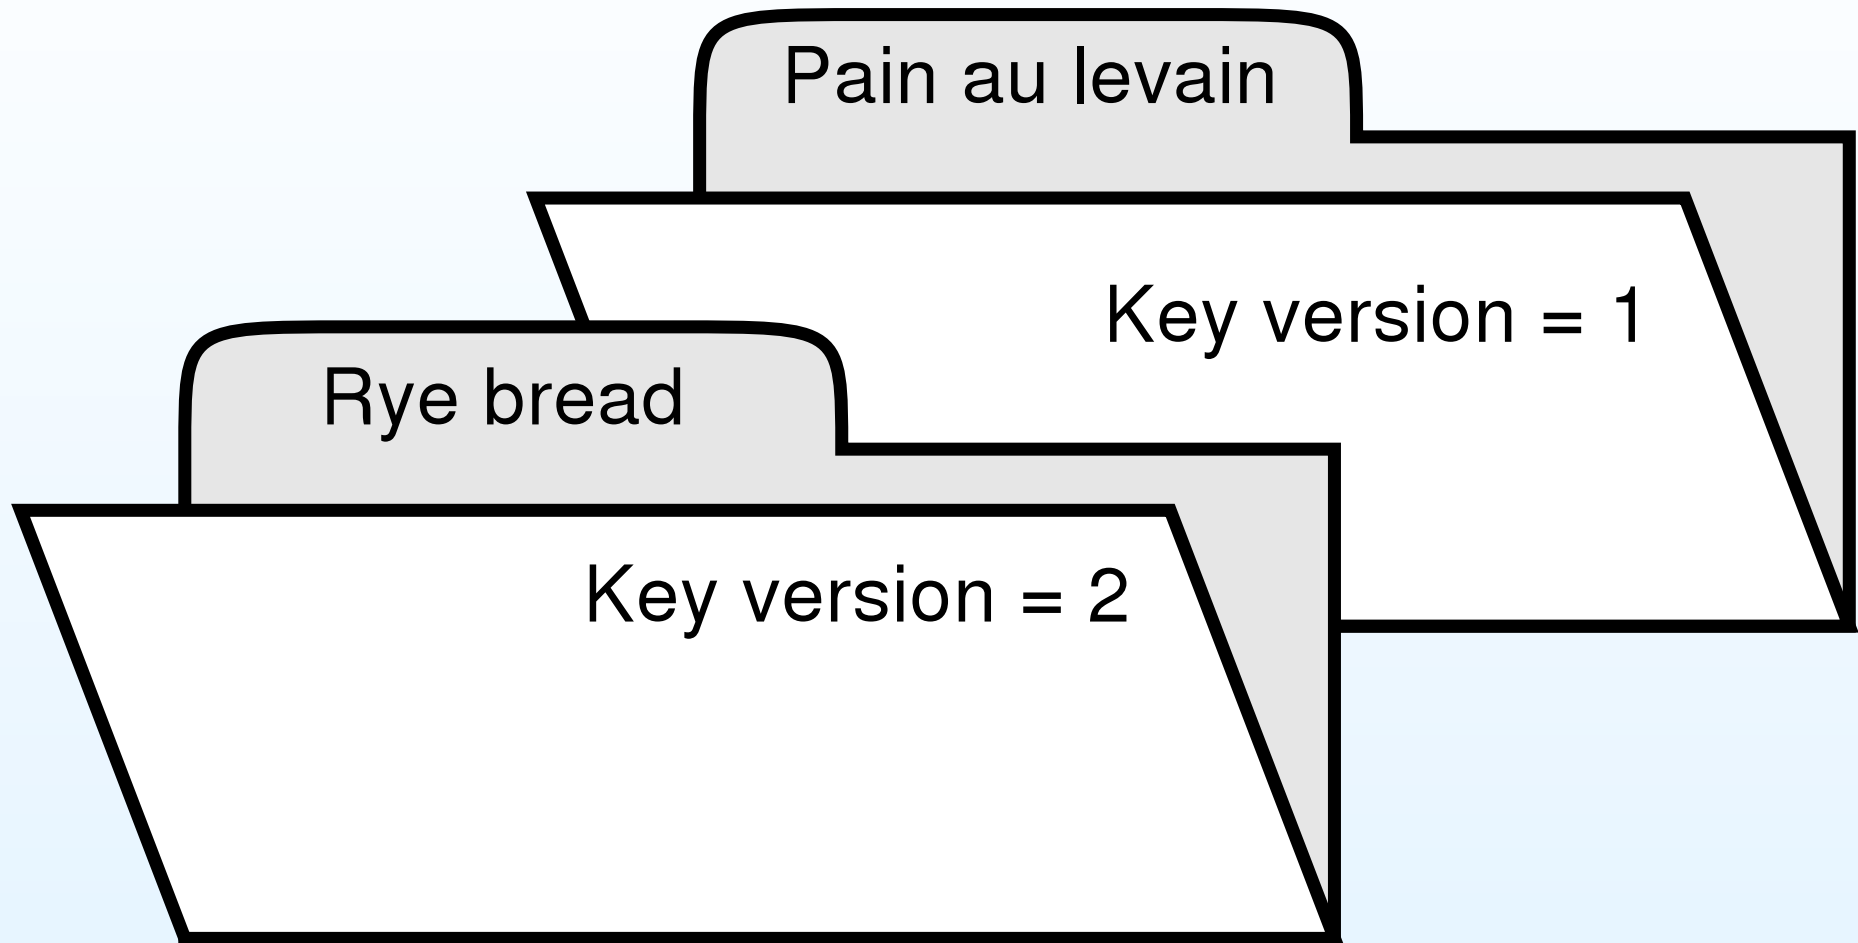 Pain au levain
Key version = 1
Rye bread
Key version = 2